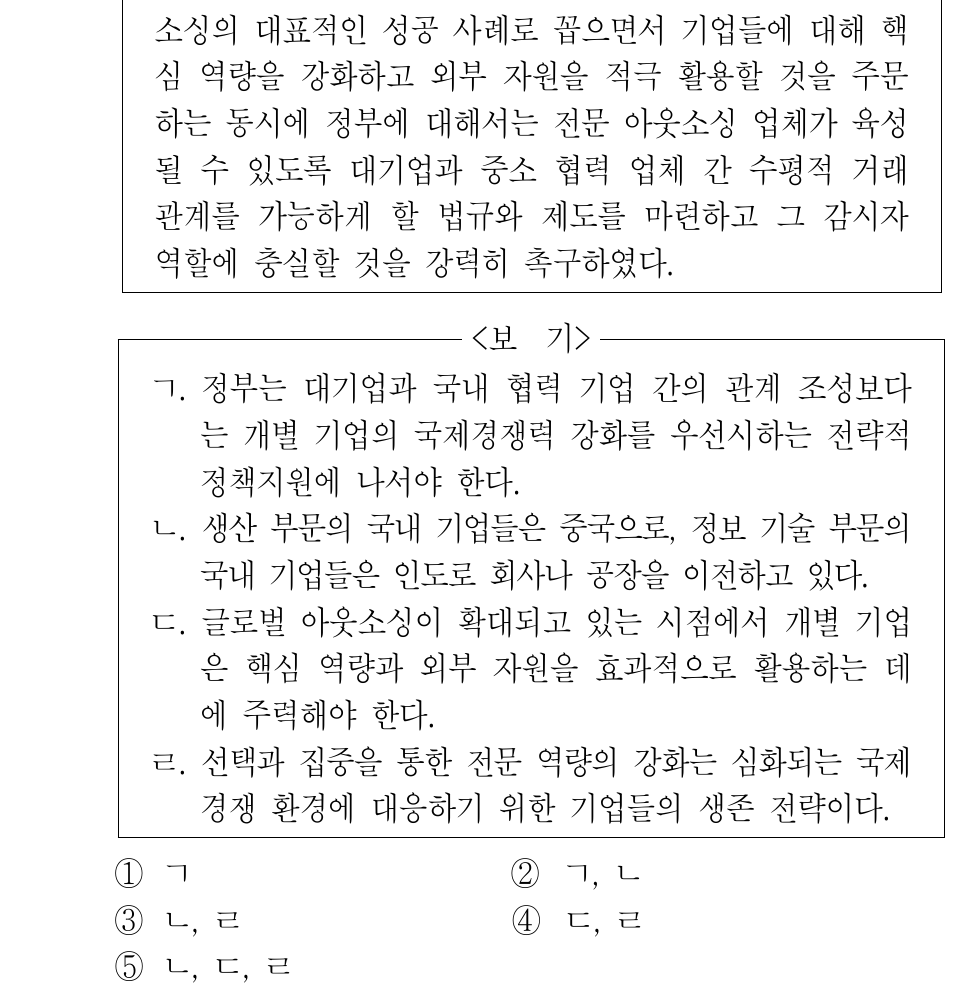 소싱의 대표적인 성공 사례로 꼽으면서 기업들에 대해 핵
심 역량을 강화하고 외부 자원을 적극 활용할 것을 주문
하는 동시에 정부에 대해서는 전문 아웃소싱 업체가 육성
될 수 있도록 대기업과 중소 협력 업체 간 수평적 거래
관계를 가능하게 할 법규와 제도를 마련하고 그 감시자
역할에 충실할 것을 강력히 촉구하였다.
<보 기>
ㄱ. 정부는 대기업과 국내 협력 기업 간의 관계 조성보다
는 개별 기업의 국제경쟁력 강화를 우선시하는 전략적
정책지원에 나서야 한다.
ㄴ. 생산 부문의 국내 기업들은 중국으로, 정보 기술 부문의
국내 기업들은 인도로 회사나 공장을 이전하고 있다.
ㄷ. 글로벌 아웃소싱이 확대되고 있는 시점에서 개별 기업
은 핵심 역량과 외부 자원을 효과적으로 활용하는 데
에 주력해야 한다.
ㄹ. 선택과 집중을 통한 전문 역량의 강화는 심화되는 국제
경쟁 환경에 대응하기 위한 기업들의 생존 전략이다.
① ㄱ ② ㄱ, ㄴ
③ ㄴ, ㄹ ④ ㄷ, ㄹ
⑤ ㄴ, ㄷ, ㄹ